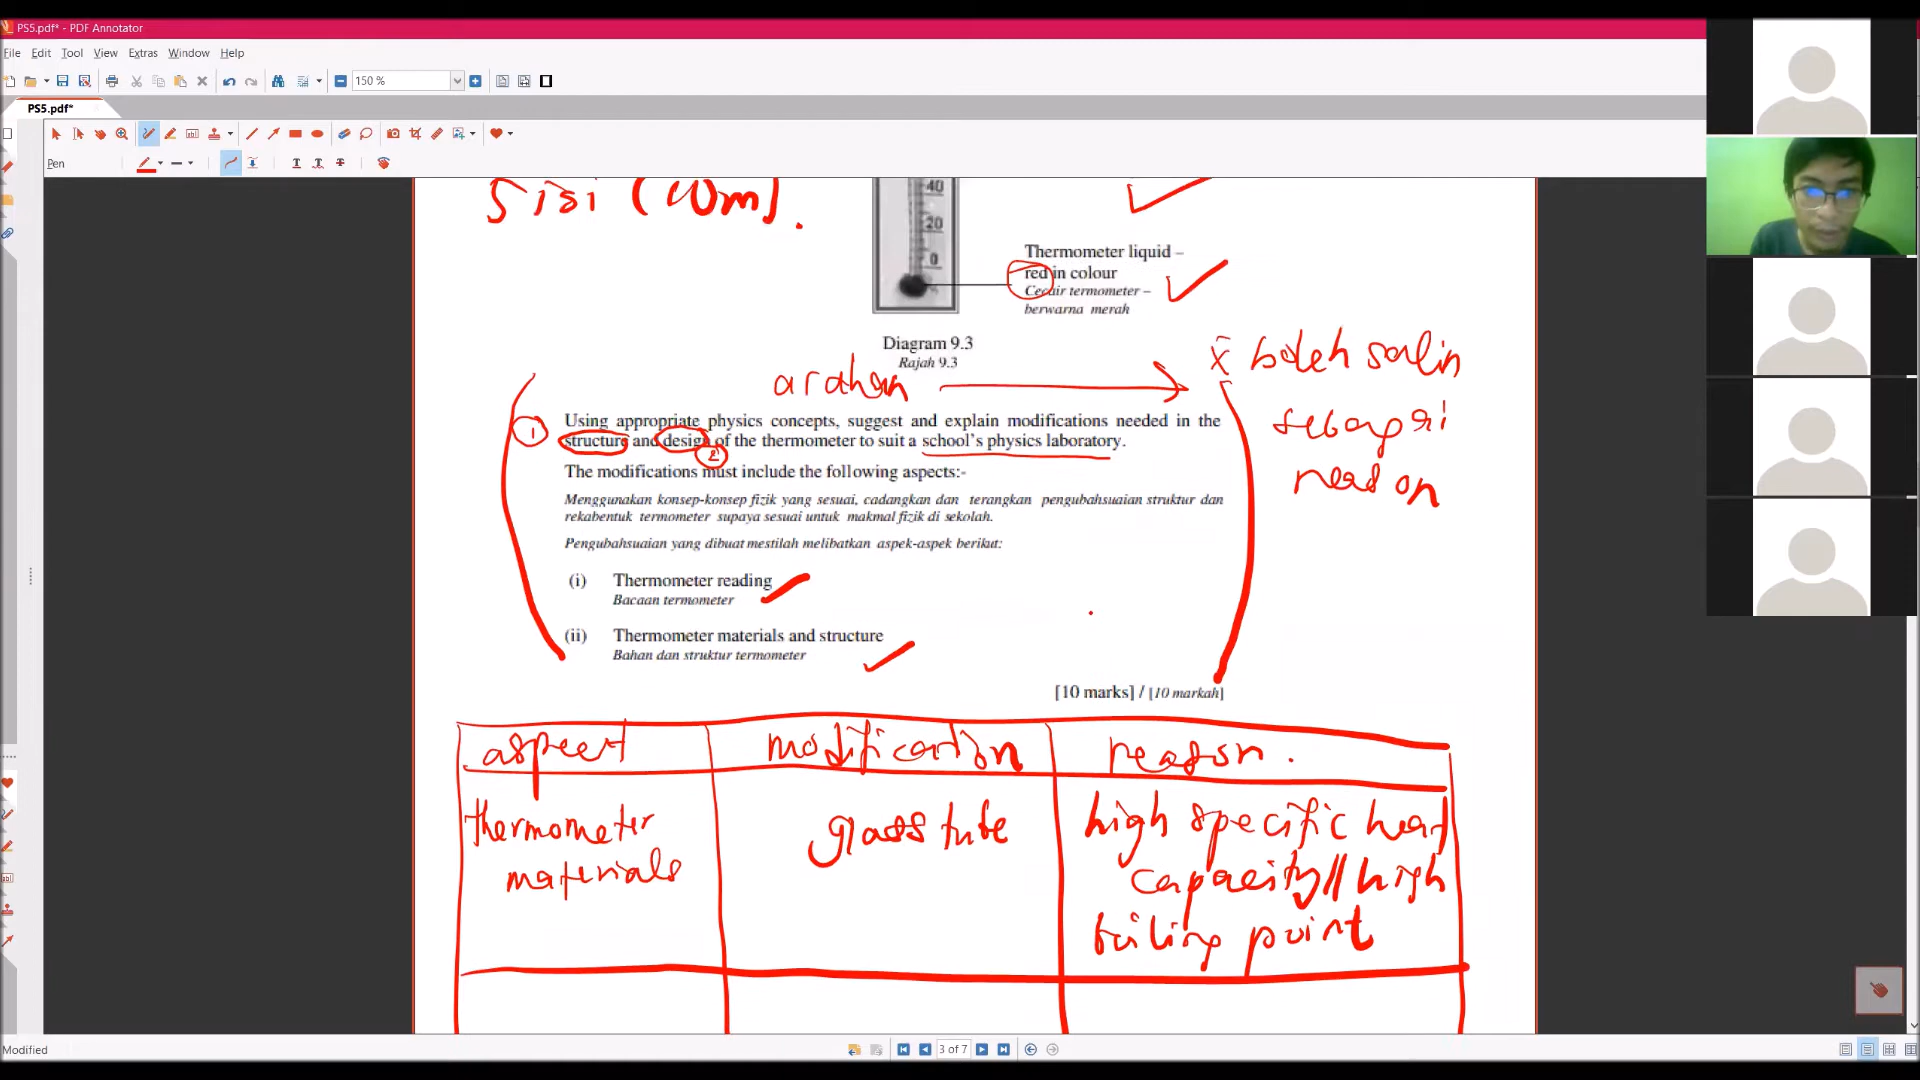 PS5.pdf* - PDF Annotator
File Edit Tool View Extras Window Help
150 %
PS5.pdf*
Pen
sisi (10m).
40
20
0
Thermometer liquid –
red in colour
Cecair termometer –
berwarna merah
Diagram 9.3
Rajah 9.3
arahan
x boleh salin
sebagai
reason
1
Using appropriate physics concepts, suggest and explain modifications needed in the
structure and design of the thermometer to suit a school's physics laboratory.
2
The modifications must include the following aspects:-
Menggunakan konsep-konsep fizik yang sesuai, cadangkan dan terangkan pengubahsuaian struktur dan
rekabentuk termometer supaya sesuai untuk makmal fizik di sekolah.
Pengubahsuaian yang dibuat mestilah melibatkan aspek-aspek berikut:
(i) Thermometer reading
Bacaan termometer
(ii) Thermometer materials and structure
Bahan dan struktur termometer
[10 marks] / [10 markah]
aspect modification reason.
thermometer materials
glass tube
high specific heat
capacity // high
boiling point
Modified
3 of 7